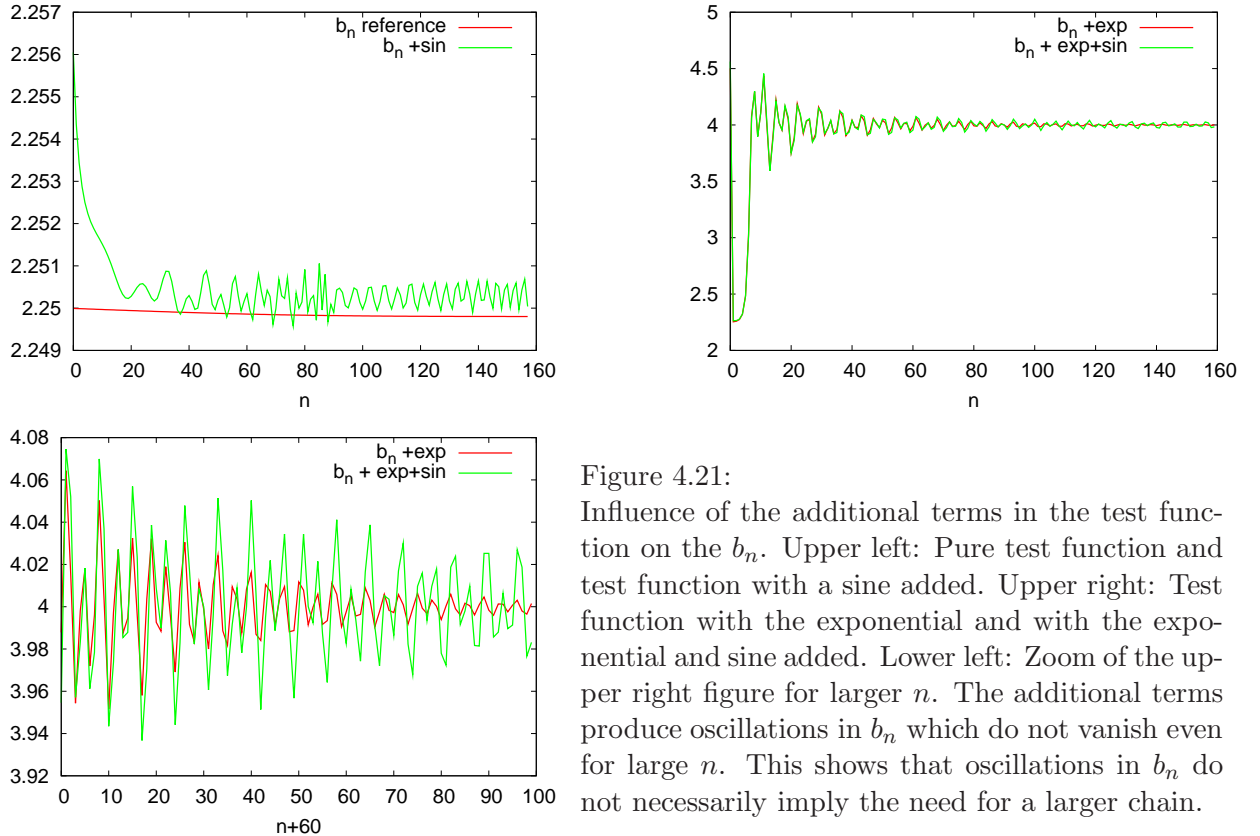 2.257
2.256
2.255
2.254
2.253
2.252
2.251
2.25
2.249
0 20 40 60 80 100 120 140 160
n
b_n reference
b_n +sin
5
4.5
4
3.5
3
2.5
2
0 20 40 60 80 100 120 140 160
n
b_n +exp
b_n + exp+sin
4.08
4.06
4.04
4.02
4
3.98
3.96
3.94
3.92
0 10 20 30 40 50 60 70 80 90 100
n+60
b_n +exp
b_n + exp+sin
Figure 4.21:
Influence of the additional terms in the test func-
tion on the b_n. Upper left: Pure test function and
test function with a sine added. Upper right: Test
function with the exponential and with the expo-
nential and sine added. Lower left: Zoom of the up-
per right figure for larger n. The additional terms
produce oscillations in b_n which do not vanish even
for large n. This shows that oscillations in b_n do
not necessarily imply the need for a larger chain.